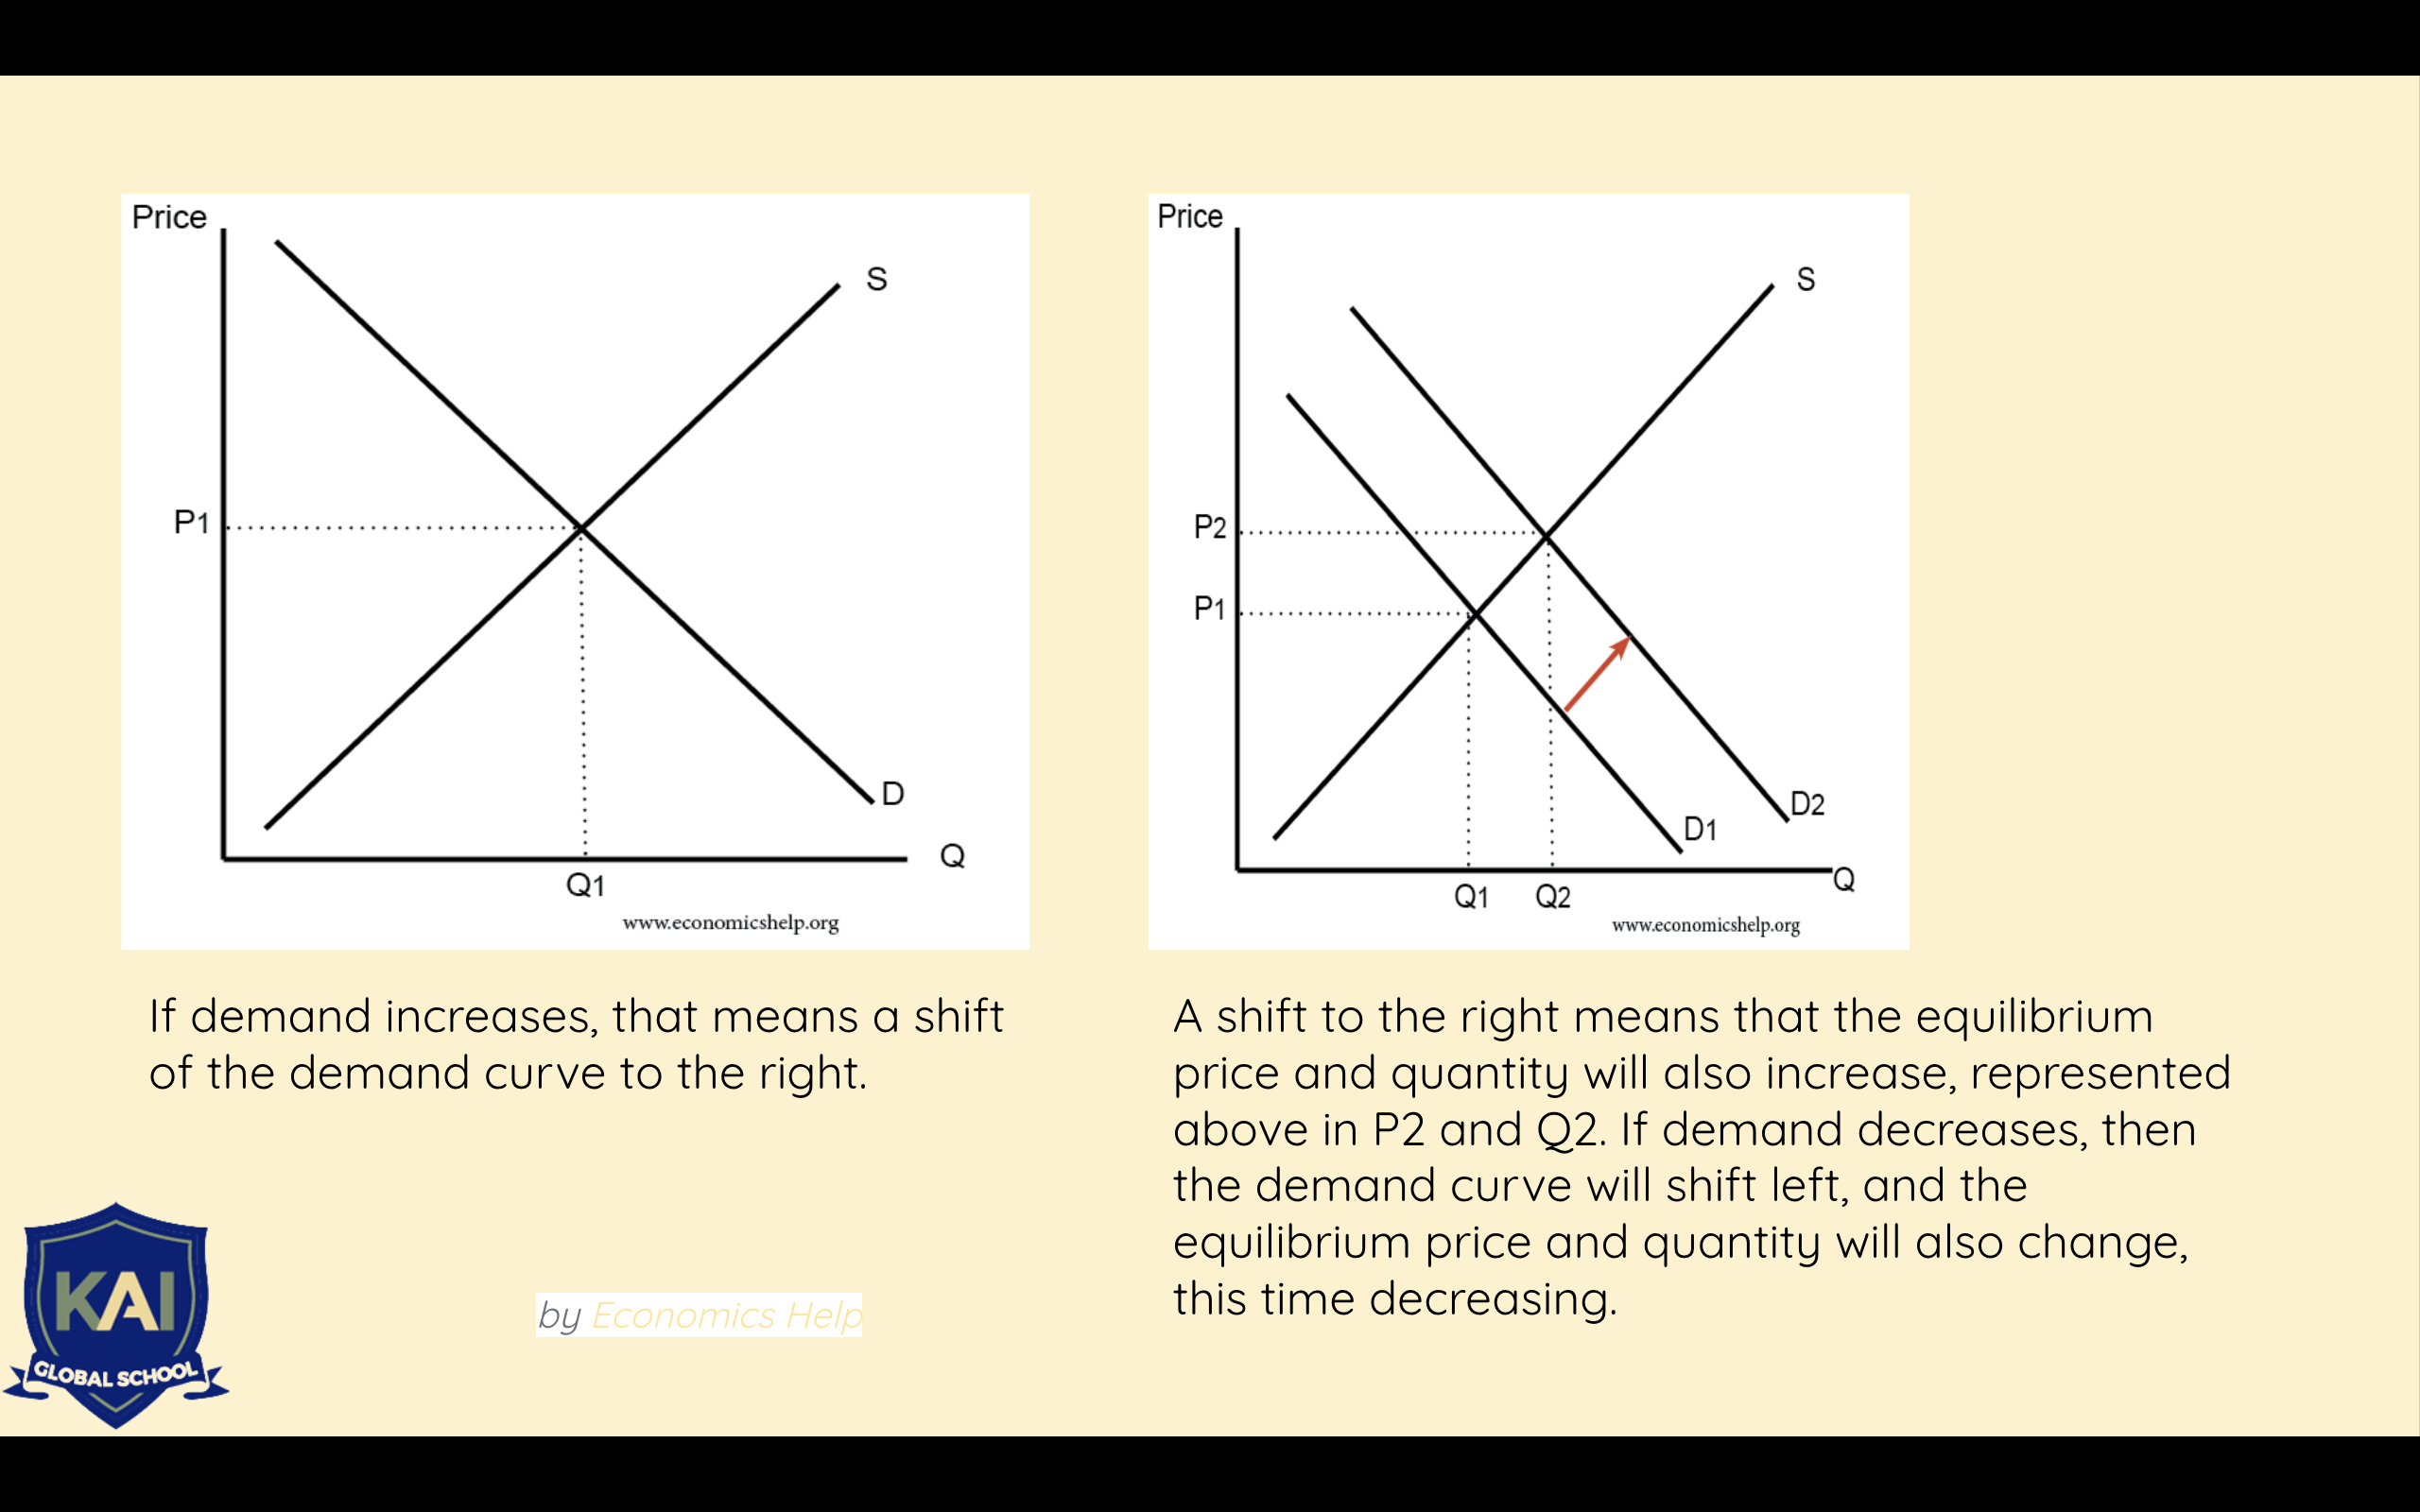 Price
S
P1
D
Q
Q1
www.economicshelp.org
If demand increases, that means a shift
of the demand curve to the right.
Price
S
P2
P1
D2
D1
Q
Q1 Q2
www.economicshelp.org
A shift to the right means that the equilibrium
price and quantity will also increase, represented
above in P2 and Q2. If demand decreases, then
the demand curve will shift left, and the
equilibrium price and quantity will also change,
this time decreasing.
by Economics Help
KAI
GLOBAL SCHOOL